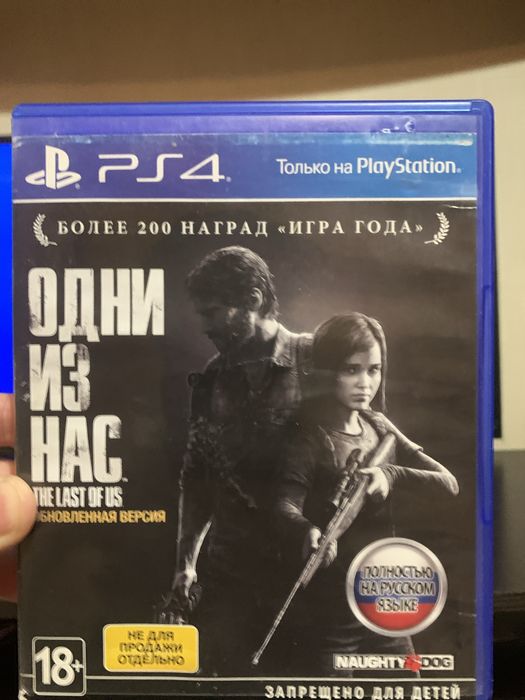 PS4
Только на PlayStation®
БОЛЕЕ 200 НАГРАД «ИГРА ГОДА»
ОДНИ
ИЗ
НАС™
THE LAST OF US
ОБНОВЛЕННАЯ ВЕРСИЯ
ПОЛНОСТЬЮ
НА РУССКОМ
ЯЗЫКЕ
НЕ ДЛЯ
ПРОДАЖИ
ОТДЕЛЬНО
18+
NAUGHTY DOG
ЗАПРЕЩЕНО ДЛЯ ДЕТЕЙ